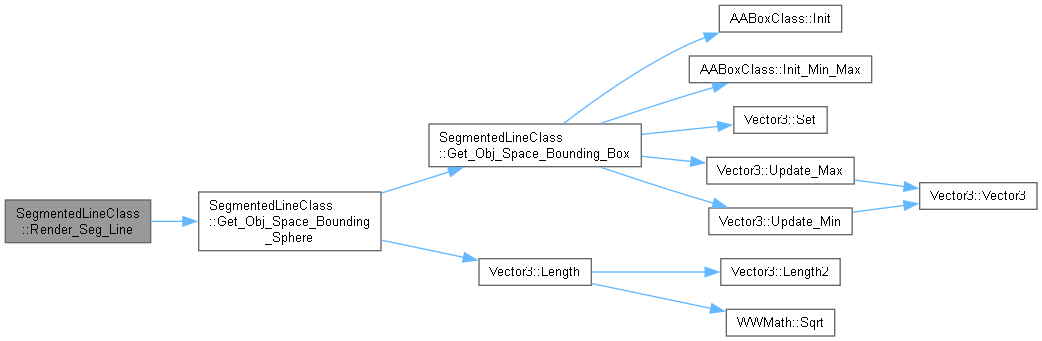 SegmentedLineClass
::Render_Seg_Line
SegmentedLineClass
::Get_Obj_Space_Bounding
_Sphere
SegmentedLineClass
::Get_Obj_Space_Bounding_Box
Vector3::Length
AABoxClass::Init
AABoxClass::Init_Min_Max
Vector3::Set
Vector3::Update_Max
Vector3::Update_Min
Vector3::Length2
WWMath::Sqrt
Vector3::Vector3